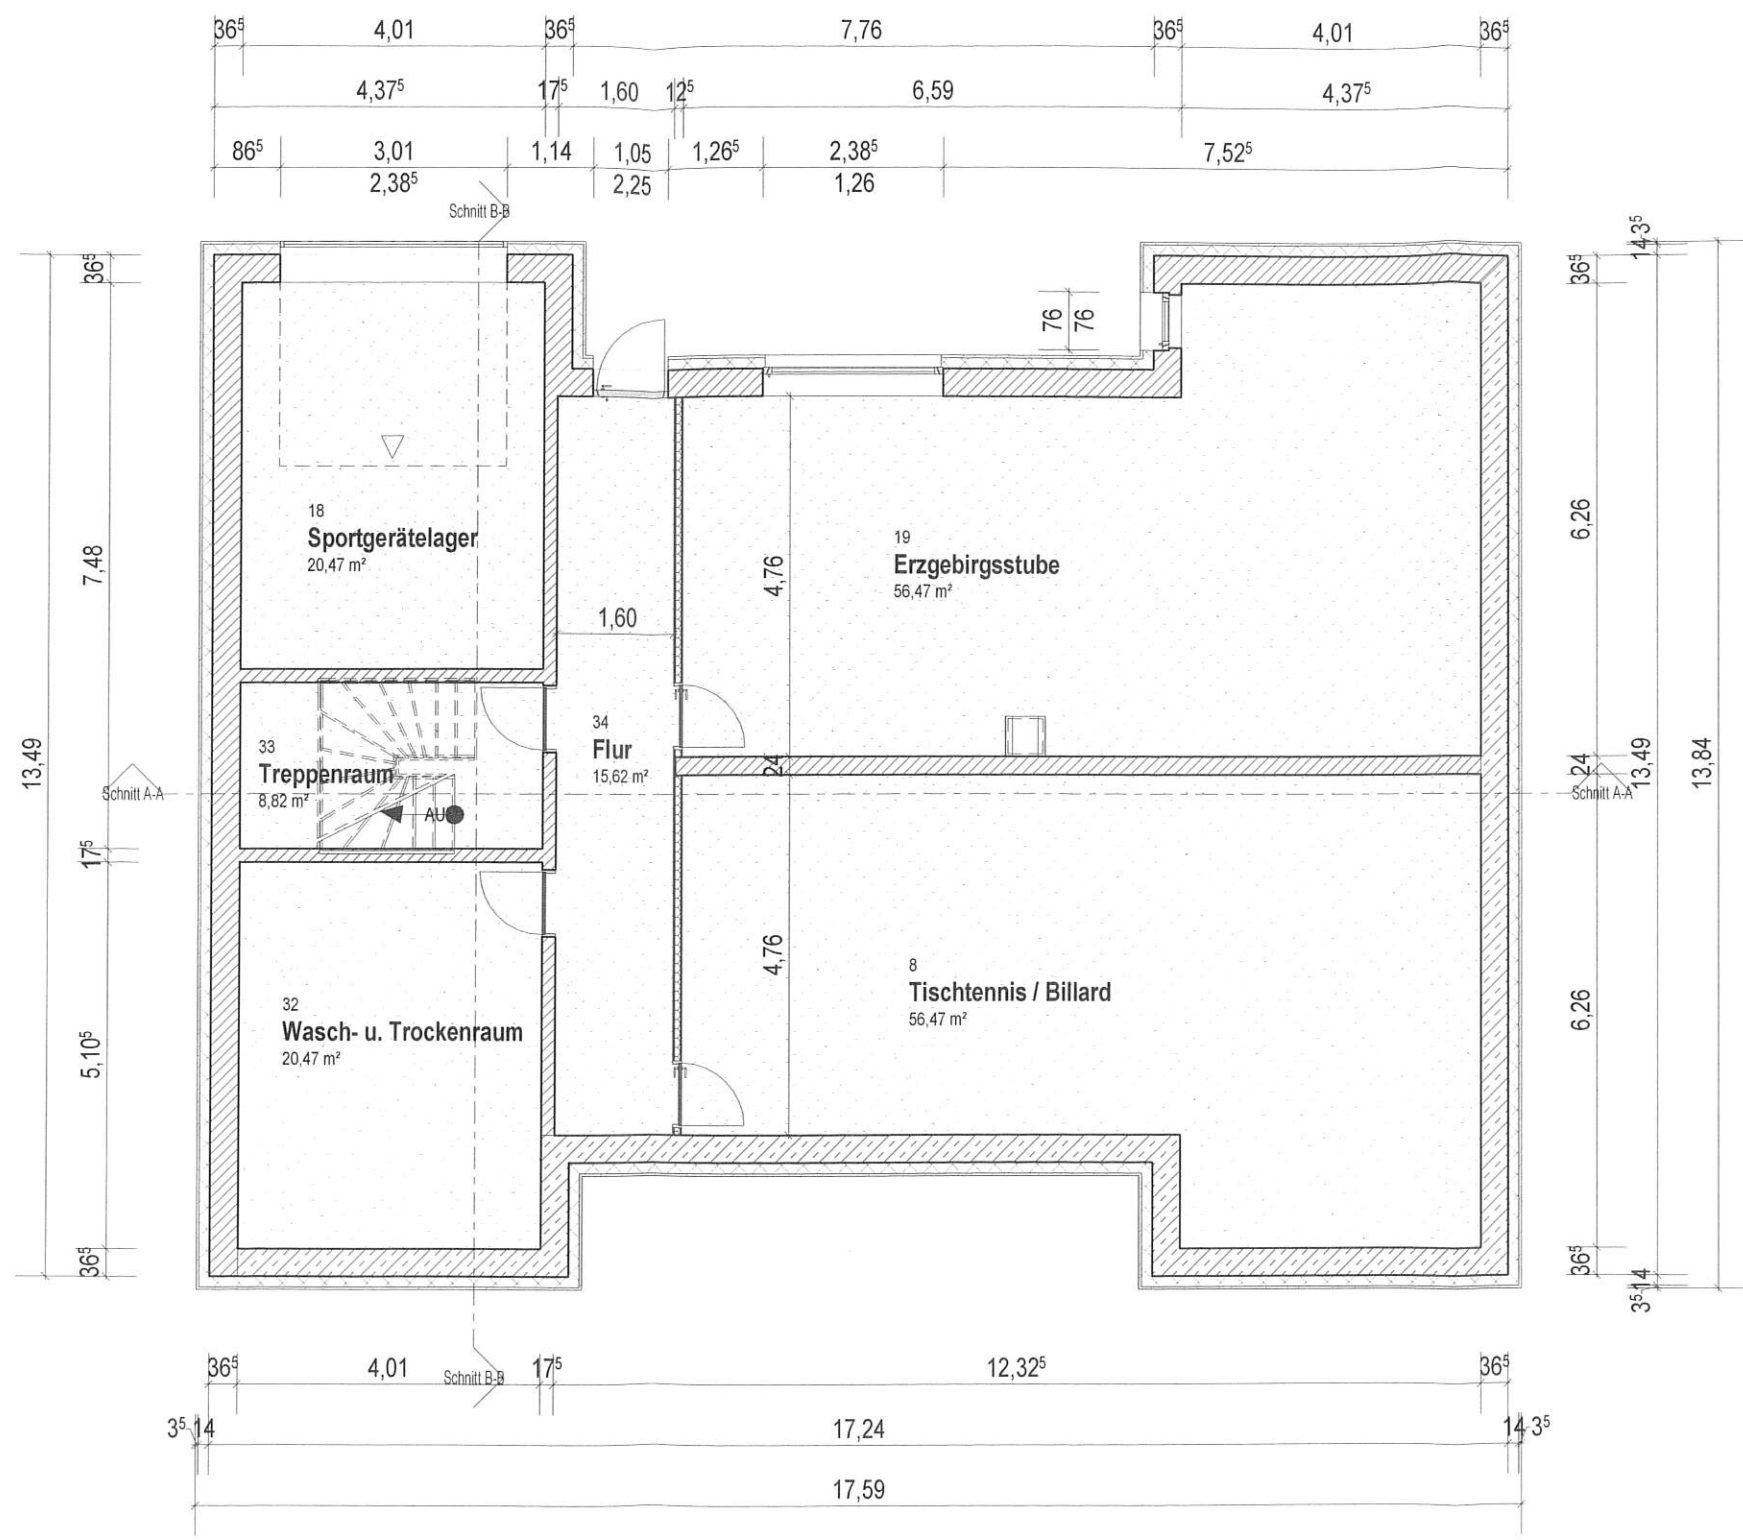 36⁵ 4,01 36⁵ 7,76 36⁵ 4,01 36⁵
4,37⁵ 17⁵ 1,60 12⁵ 6,59 4,37⁵
86⁵ 3,01 1,14 1,05 1,26⁵ 2,38⁵ 7,52⁵
2,38⁵ 2,25 1,26
Schnitt B-B
14 3⁵
36⁵
36⁵
76
76
18
Sportgerätelager
20,47 m²
19
Erzgebirgsstube
56,47 m²
7,48
4,76
6,26
1,60
33
Treppenraum
8,82 m²
34
Flur
15,62 m²
AU
13,49
Schnitt A-A
24
24
13,49
13,84
Schnitt A-A
17⁵
32
Wasch- u. Trockenraum
20,47 m²
8
Tischtennis / Billard
56,47 m²
5,10⁵
4,76
6,26
36⁵
36⁵
3⁵ 14
36⁵ 4,01 17⁵ 12,32⁵ 36⁵
Schnitt B-B
3⁵ 14 17,24 14 3⁵
17,59